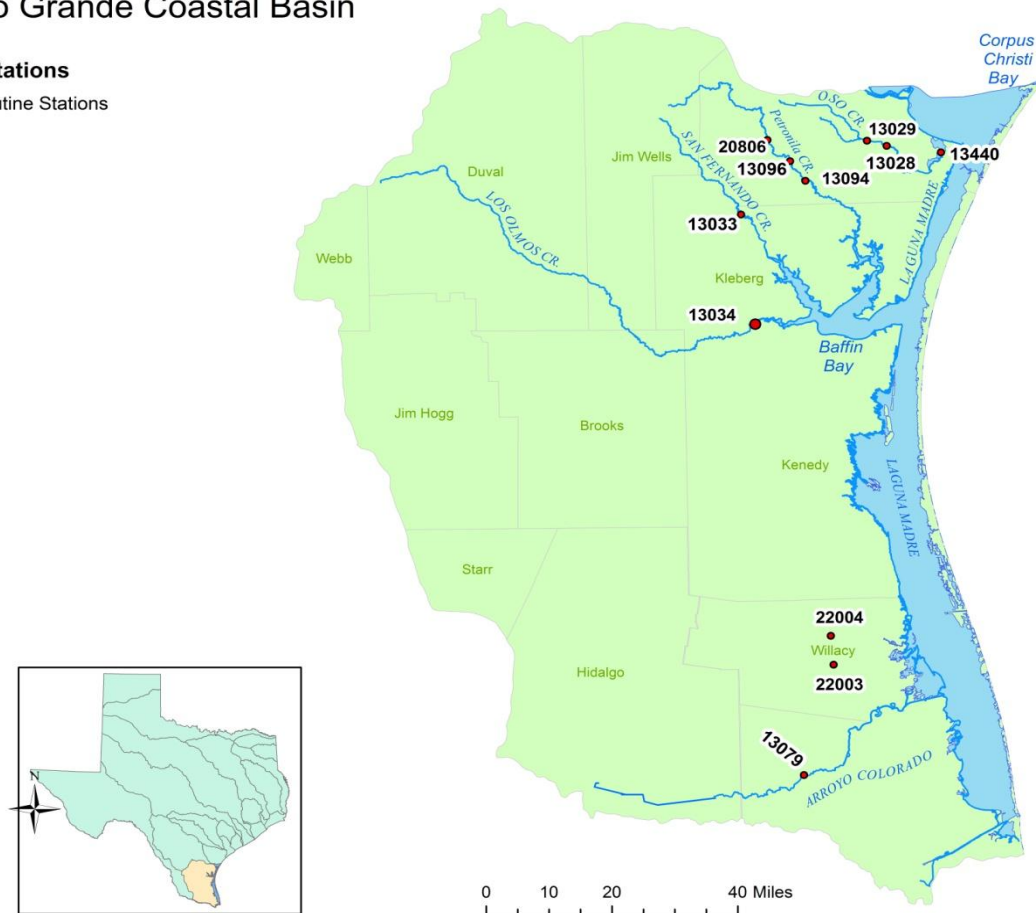 o Grande Coastal Basin
tations
utine Stations
Corpus
Christi
Bay
OSO CR.
13029
Petronila CR.
20806
13028
13440
Jim Wells
SAN FERNANDO CR.
13096
13094
Duval
LOS OLMOS CR.
13033
LAGUNA MADRE
Webb
Kleberg
13034
Baffin
Bay
Jim Hogg
Brooks
Kenedy
LAGUNA MADRE
Starr
22004
Willacy
22003
Hidalgo
13079
ARROYO COLORADO
N
0 10 20 40 Miles